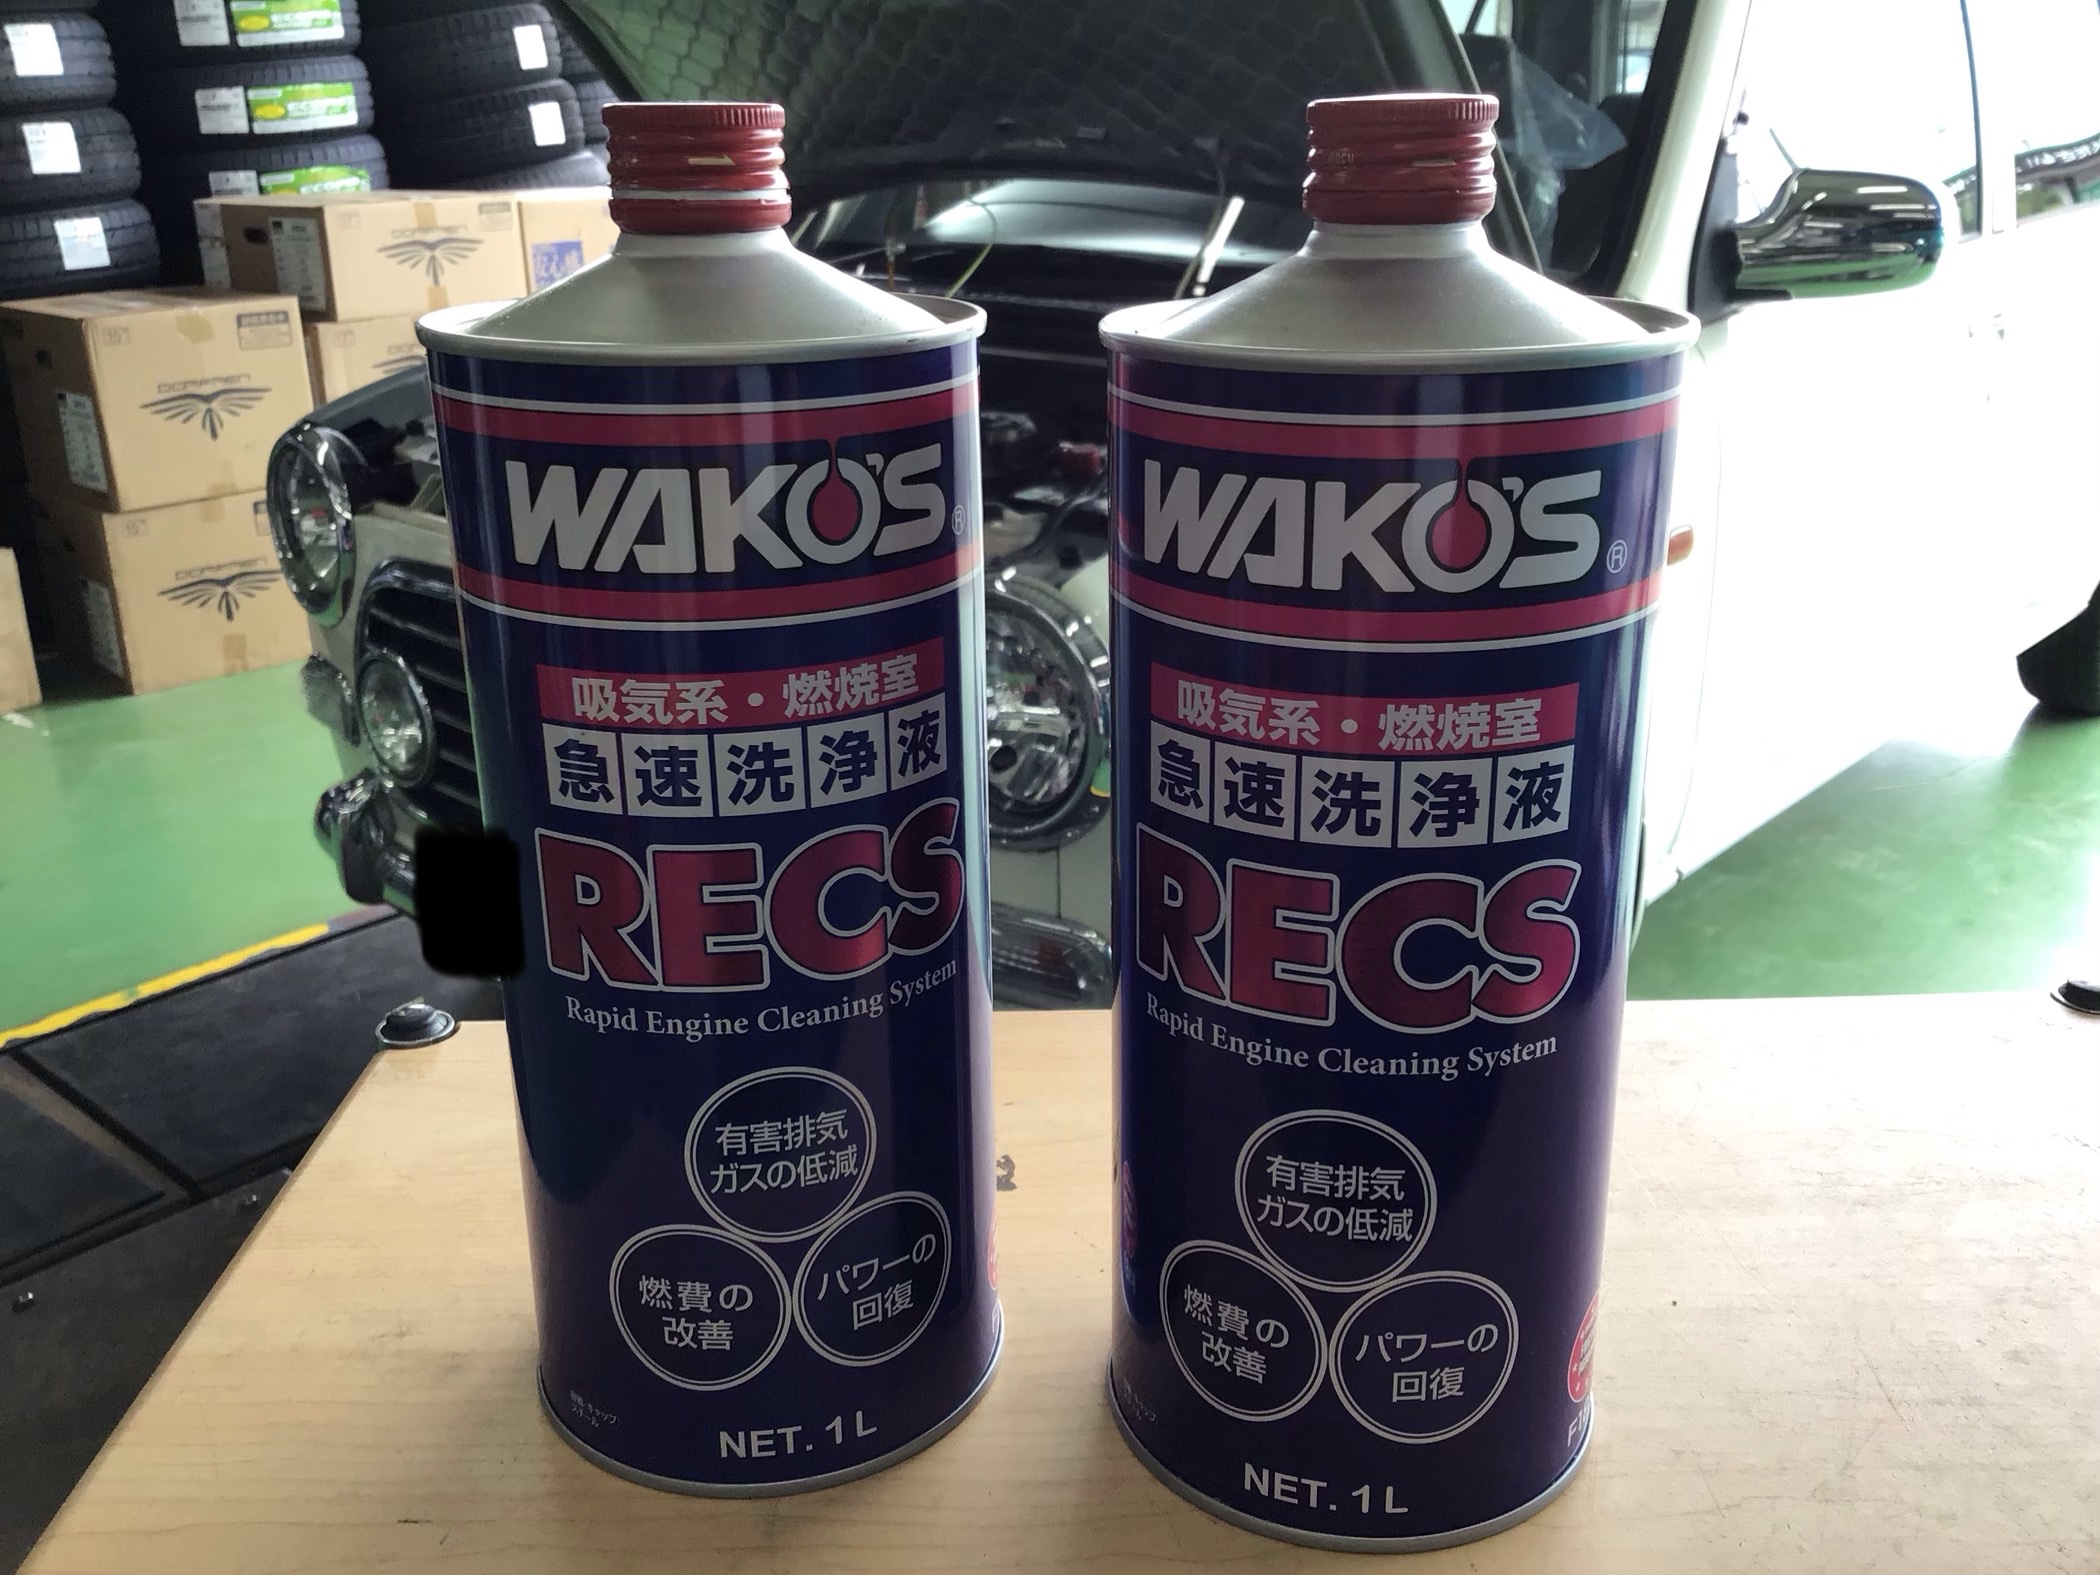 WAKO'S®
吸気系・燃焼室
急速洗浄液
RECS
Rapid Engine Cleaning System
有害排気
ガスの低減
燃費の
改善
パワーの
回復
NET. 1L
WAKO'S®
吸気系・燃焼室
急速洗浄液
RECS
Rapid Engine Cleaning System
有害排気
ガスの低減
燃費の
改善
パワーの
回復
NET. 1L
DORFREN
DORFREN
DORFREN